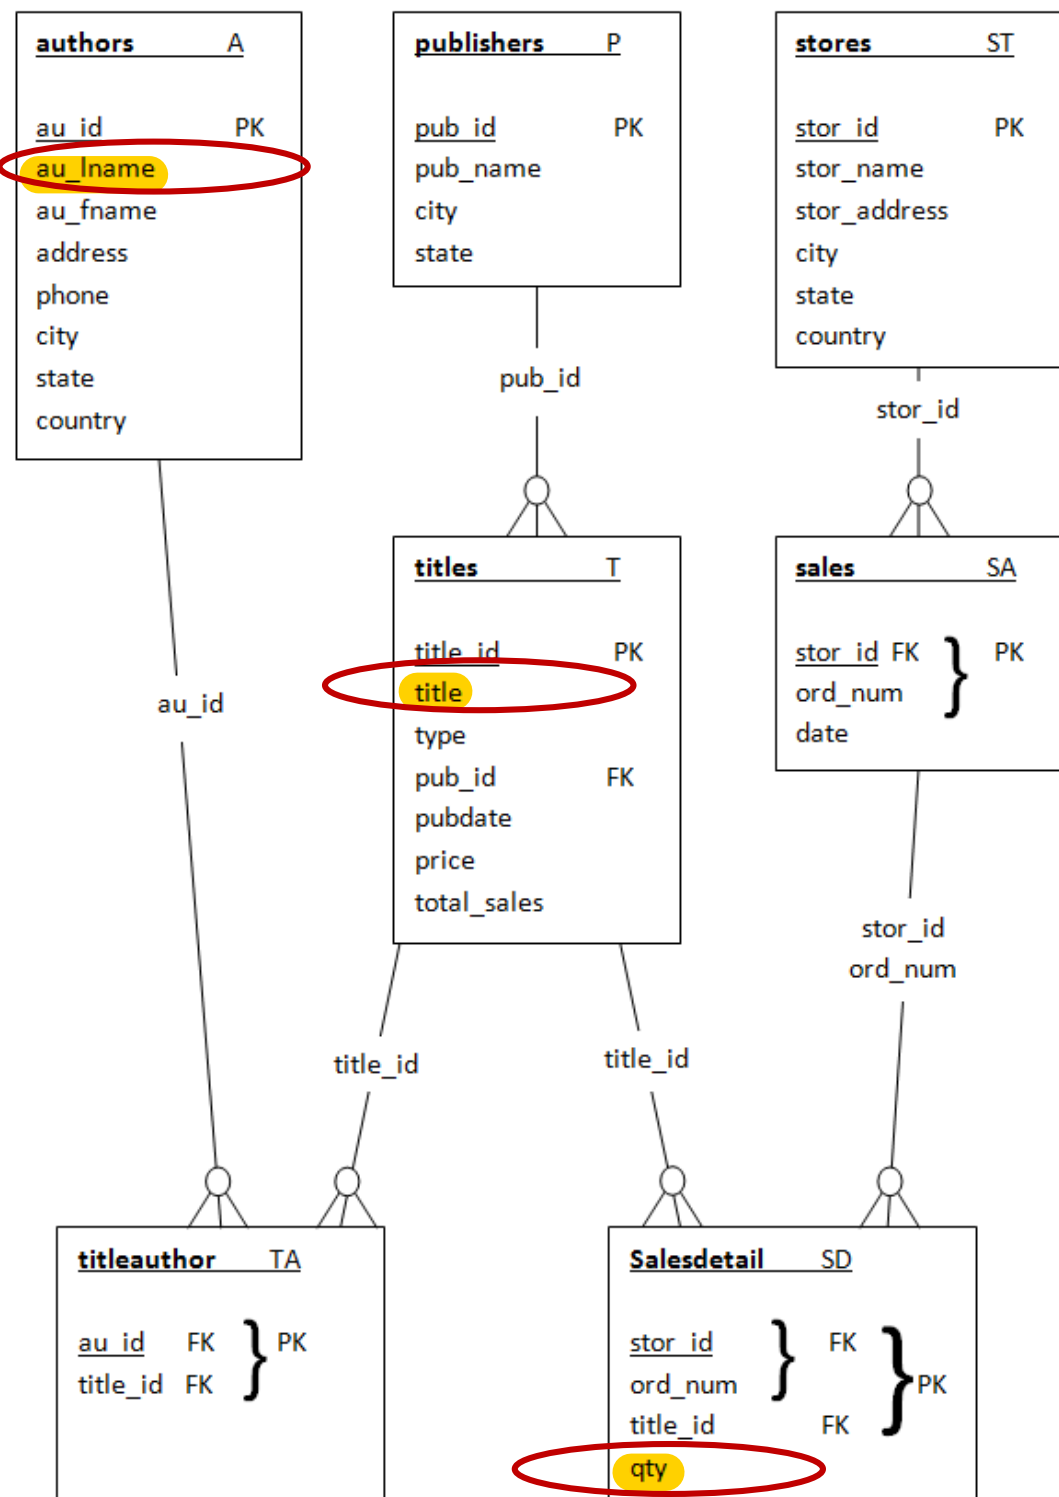 authors A
au_id PK
au_lname
au_fname
address
phone
city
state
country
publishers P
pub_id PK
pub_name
city
state
stores ST
stor_id PK
stor_name
stor_address
city
state
country
pub_id
stor_id
titles T
title_id PK
title
type
pub_id FK
pubdate
price
total_sales
sales SA
stor_id FK } PK
ord_num
date
au_id
stor_id
ord_num
title_id
title_id
titleauthor TA
au_id FK } PK
title_id FK
Salesdetail SD
stor_id } FK
ord_num } PK
title_id FK
qty